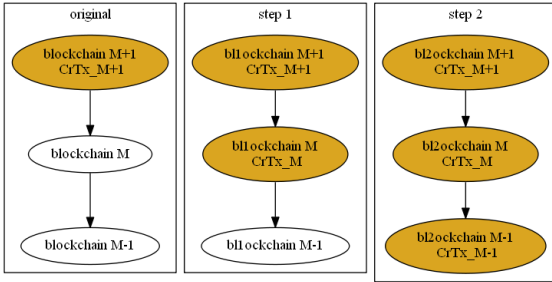 original
blockchain M+1
CrTx_M+1
blockchain M
blockchain M-1
step 1
bl1ockchain M+1
CrTx_M+1
bl1ockchain M
CrTx_M
bl1ockchain M-1
step 2
bl2ockchain M+1
CrTx_M+1
bl2ockchain M
CrTx_M
bl2ockchain M-1
CrTx_M-1